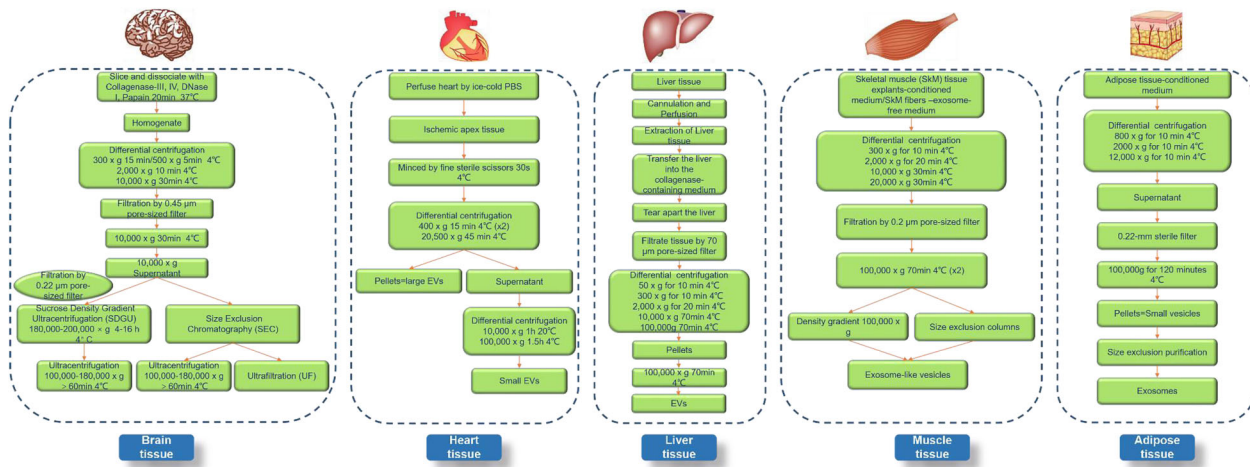 Slice and dissociate with
Collagenase-III, IV, DNase
I, Papain 20min 37℃
Homogenate
Differential centrifugation
300 x g 15 min/500 x g 5min 4℃
2,000 x g 10 min 4℃
10,000 x g 30min 4℃
Filtration by 0.45 µm
pore-sized filter
10,000 x g 30min 4℃
10,000 x g
Supernatant
Filtration by
0.22 µm pore-
sized filter
Sucrose Density Gradient
Ultracentrifugation (SDGU)
180,000-200,000 × g 4-16 h
4° C
Size Exclusion
Chromatography (SEC)
Ultracentrifugation
100,000-180,000 x g
> 60min 4℃
Ultracentrifugation
100,000-180,000 x g
> 60min 4℃
Ultrafiltration (UF)
Brain
tissue
Perfuse heart by ice-cold PBS
Ischemic apex tissue
Minced by fine sterile scissors 30s
4℃
Differential centrifugation
400 x g 15 min 4℃ (x2)
20,500 x g 45 min 4℃
Pellets=large EVs
Supernatant
Differential centrifugation
10,000 x g 1h 20℃
100,000 x g 1.5h 4℃
Small EVs
Heart
tissue
Liver tissue
Cannulation and
Perfusion
Extraction of Liver
tissue
Transfer the liver
into the
collagenase-
containing medium
Tear apart the liver
Filtrate tissue by 70
µm pore-sized filter
Differential centrifugation
50 x g for 10 min 4℃
300 x g for 10 min 4℃
2,000 x g for 20 min 4℃
10,000 x g 70min 4℃
100,000g 70min 4℃
Pellets
100,000 x g 70min
4℃
EVs
Liver
tissue
Skeletal muscle (SkM) tissue
explants-conditioned
medium/SkM fibers –exosome-
free medium
Differential centrifugation
300 x g for 10 min 4℃
2,000 x g for 20 min 4℃
10,000 x g 30min 4℃
20,000 x g 30min 4℃
Filtration by 0.2 µm pore-sized filter
100,000 x g 70min 4℃ (x2)
Density gradient 100,000 x
g
Size exclusion columns
Exosome-like vesicles
Muscle
tissue
Adipose tissue-conditioned
medium
Differential centrifugation
800 x g for 10 min 4℃
2000 x g for 10 min 4℃
12,000 x g for 10 min 4℃
Supernatant
0.22-mm sterile filter
100,000g for 120 minutes
4℃
Pellets=Small vesicles
Size exclusion purification
Exosomes
Adipose
tissue